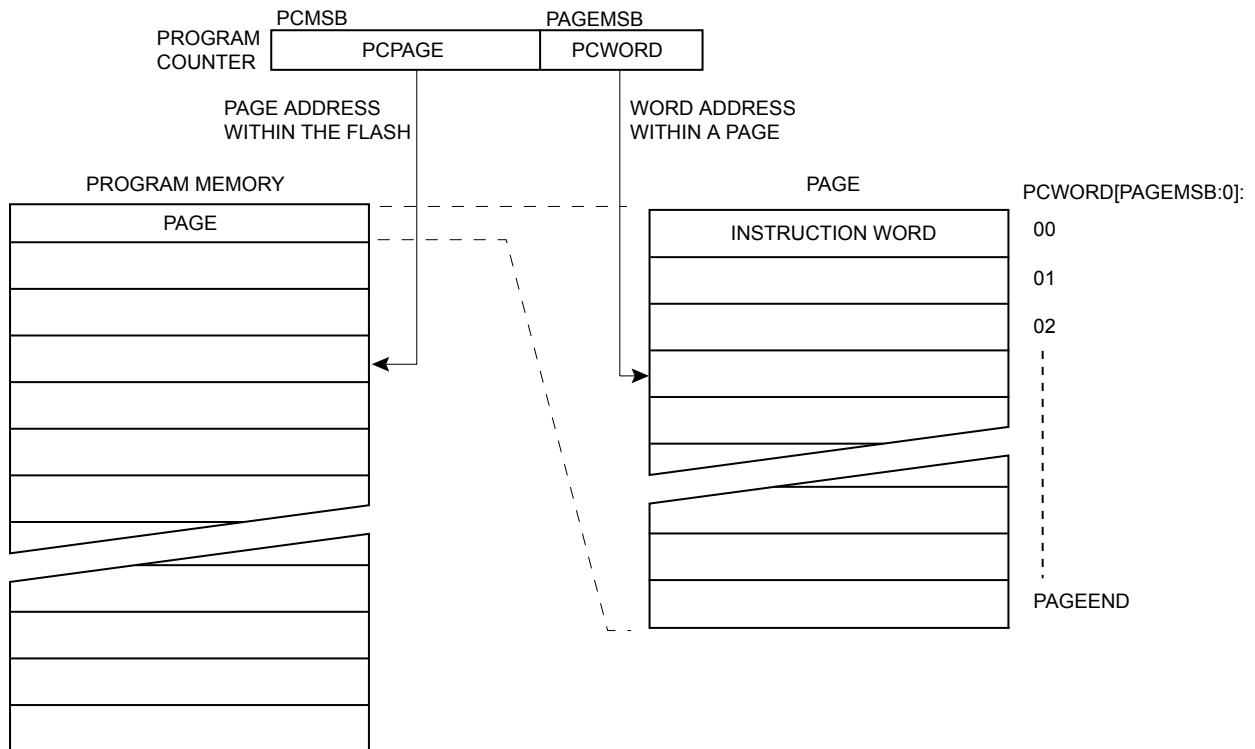 PCMSB
PAGEMSB
PROGRAM
COUNTER
PCPAGE
PCWORD
PAGE ADDRESS
WITHIN THE FLASH
WORD ADDRESS
WITHIN A PAGE
PROGRAM MEMORY
PAGE
PAGE
PCWORD[PAGEMSB:0]:
INSTRUCTION WORD
00
01
02
PAGEEND